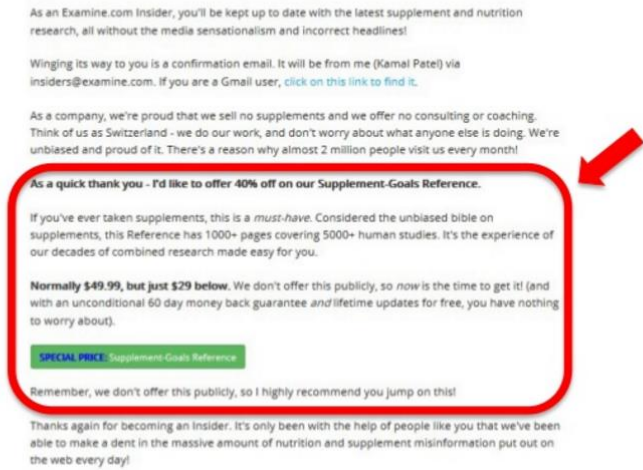 As an Examine.com Insider, you'll be kept up to date with the latest supplement and nutrition
research, all without the media sensationalism and incorrect headlines!
Winging its way to you is a confirmation email. It will be from me (Kamal Patel) via
insiders@examine.com. If you are a Gmail user, click on this link to find it.
As a company, we're proud that we sell no supplements and we offer no consulting or coaching.
Think of us as Switzerland - we do our work, and don't worry about what anyone else is doing. We're
unbiased and proud of it. There's a reason why almost 2 million people visit us every month!
As a quick thank you - I'd like to offer 40% off on our Supplement-Goals Reference.
If you've ever taken supplements, this is a must-have. Considered the unbiased bible on
supplements, this Reference has 1000+ pages covering 5000+ human studies. It's the experience of
our decades of combined research made easy for you.
Normally $49.99, but just $29 below. We don't offer this publicly, so now is the time to get it! (and
with an unconditional 60 day money back guarantee and lifetime updates for free, you have nothing
to worry about).
SPECIAL PRICE: Supplement-Goals Reference
Remember, we don't offer this publicly, so I highly recommend you jump on this!
Thanks again for becoming an Insider. It's only been with the help of people like you that we've been
able to make a dent in the massive amount of nutrition and supplement misinformation put out on
the web every day!